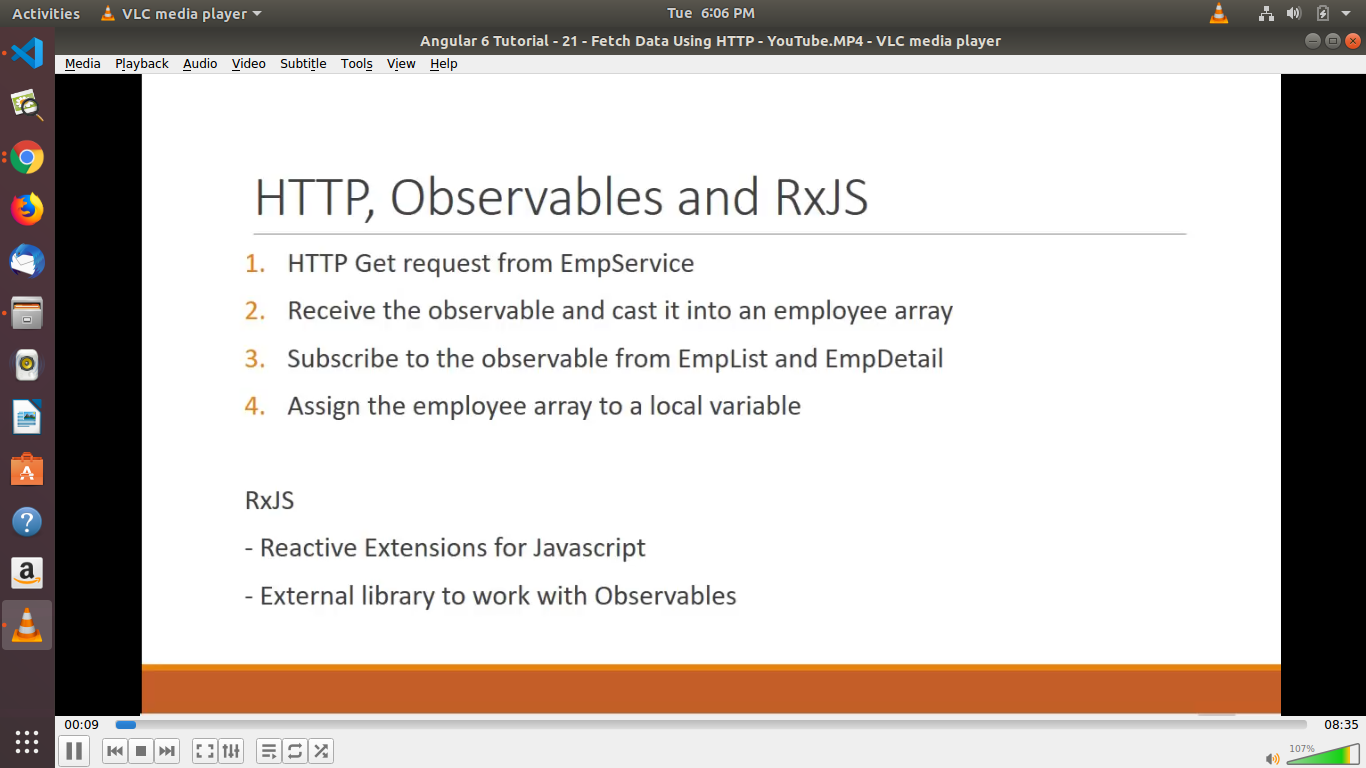 Activities VLC media player Tue 6:06 PM
Angular 6 Tutorial - 21 - Fetch Data Using HTTP - YouTube.MP4 - VLC media player
Media Playback Audio Video Subtitle Tools View Help
HTTP, Observables and RxJS
1. HTTP Get request from EmpService
2. Receive the observable and cast it into an employee array
3. Subscribe to the observable from EmpList and EmpDetail
4. Assign the employee array to a local variable
RxJS
- Reactive Extensions for Javascript
- External library to work with Observables
00:09 08:35
107%